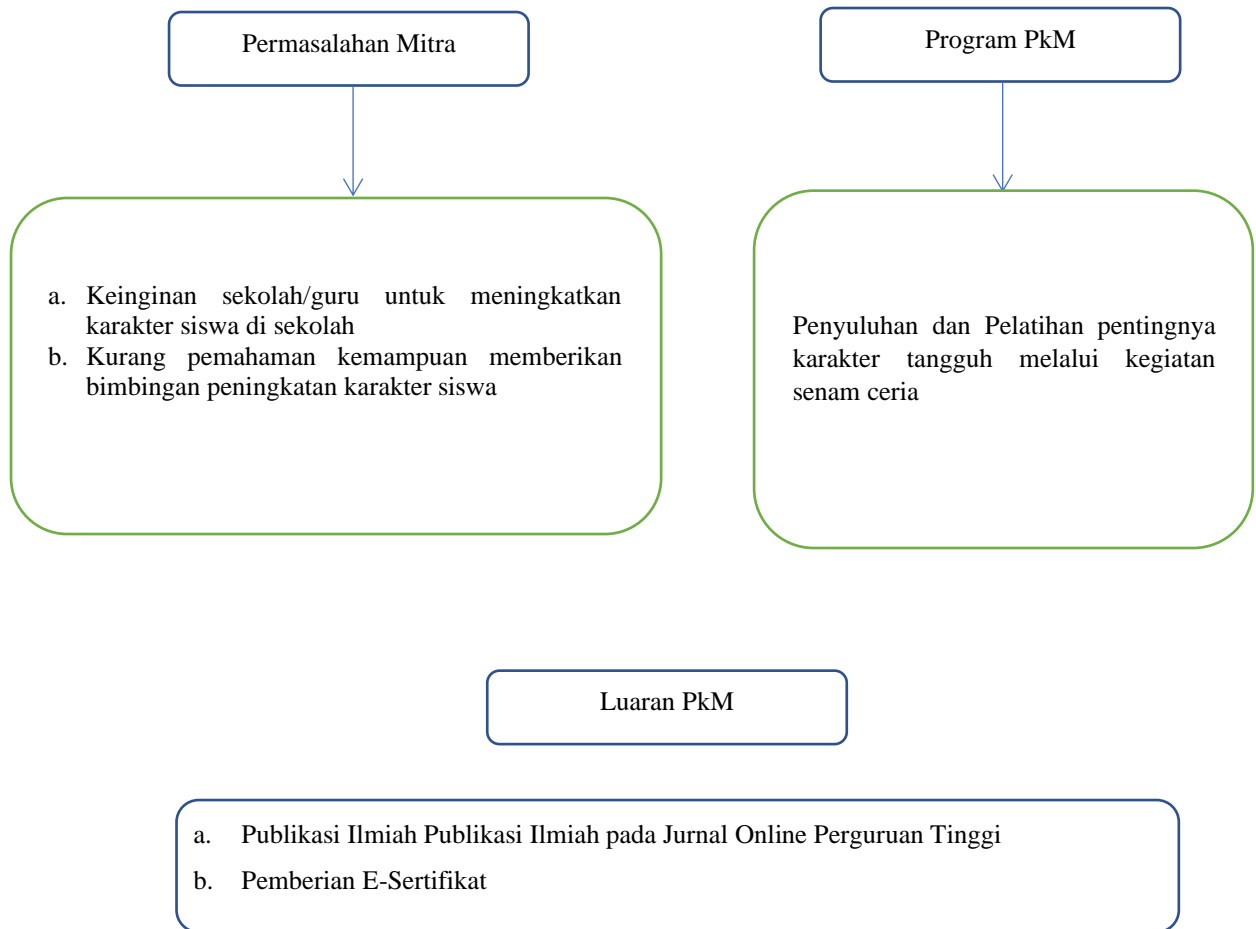 Permasalahan Mitra
Program PkM
a. Keinginan sekolah/guru untuk meningkatkan
karakter siswa di sekolah
b. Kurang pemahaman kemampuan memberikan
bimbingan peningkatan karakter siswa
Penyuluhan dan Pelatihan pentingnya
karakter tangguh melalui kegiatan
senam ceria
Luaran PkM
a. Publikasi Ilmiah Publikasi Ilmiah pada Jurnal Online Perguruan Tinggi
b. Pemberian E-Sertifikat